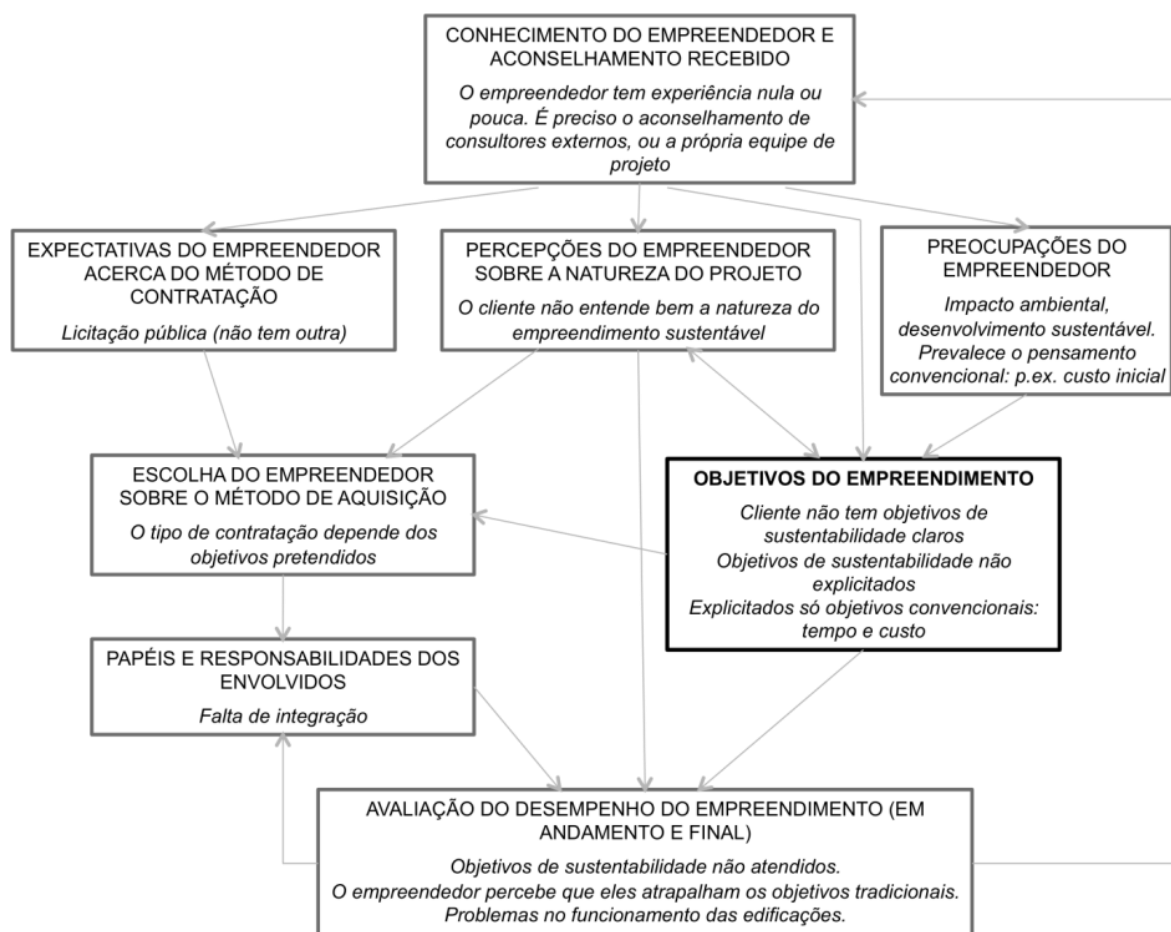 CONHECIMENTO DO EMPREENDEDOR E
ACONSELHAMENTO RECEBIDO
O empreendedor tem experiência nula ou
pouca. É preciso o aconselhamento de
consultores externos, ou a própria equipe de
projeto
EXPECTATIVAS DO EMPREENDEDOR
ACERCA DO MÉTODO DE
CONTRATAÇÃO
Licitação pública (não tem outra)
PERCEPÇÕES DO EMPREENDEDOR
SOBRE A NATUREZA DO PROJETO
O cliente não entende bem a natureza do
empreendimento sustentável
PREOCUPAÇÕES DO
EMPREENDEDOR
Impacto ambiental,
desenvolvimento sustentável.
Prevalece o pensamento
convencional: p.ex. custo inicial
ESCOLHA DO EMPREENDEDOR
SOBRE O MÉTODO DE AQUISIÇÃO
O tipo de contratação depende dos
objetivos pretendidos
OBJETIVOS DO EMPREENDIMENTO
Cliente não tem objetivos de
sustentabilidade claros
Objetivos de sustentabilidade não
explicitados
Explicitados só objetivos convencionais:
tempo e custo
PAPÉIS E RESPONSABILIDADES DOS
ENVOLVIDOS
Falta de integração
AVALIAÇÃO DO DESEMPENHO DO EMPREENDIMENTO (EM
ANDAMENTO E FINAL)
Objetivos de sustentabilidade não atendidos.
O empreendedor percebe que eles atrapalham os objetivos tradicionais.
Problemas no funcionamento das edificações.